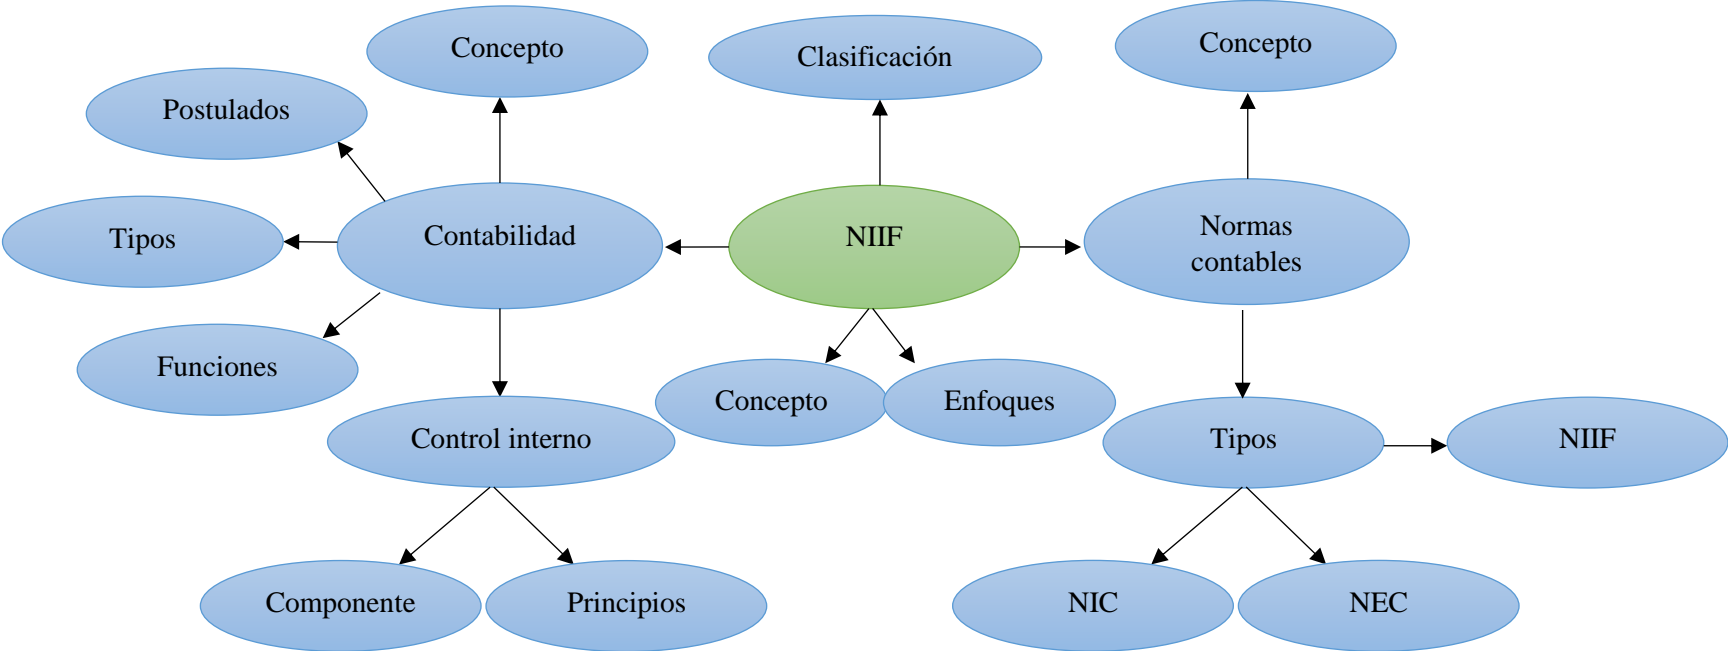 Concepto
Clasificación
Concepto
Postulados
Tipos
Contabilidad
NIIF
Normas
contables
Funciones
Concepto
Enfoques
Control interno
Tipos
NIIF
Componente
Principios
NIC
NEC